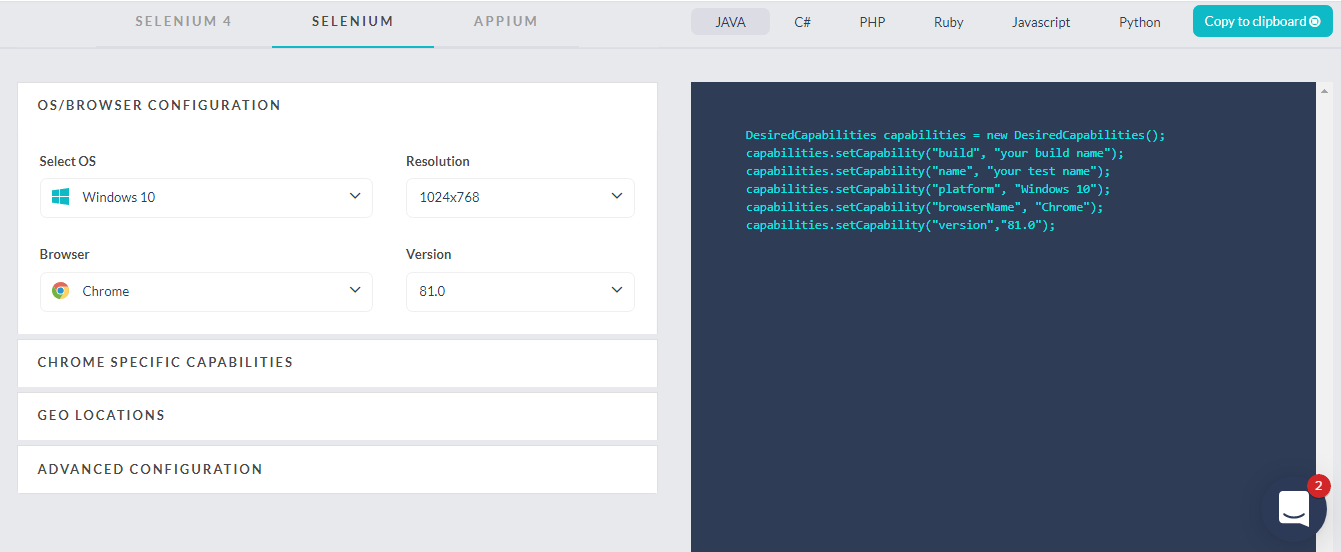 SELENIUM 4 SELENIUM APPIUM JAVA C# PHP Ruby Javascript Python Copy to clipboard
OS/BROWSER CONFIGURATION
Select OS Resolution
Windows 10 1024x768
Browser Version
Chrome 81.0
CHROME SPECIFIC CAPABILITIES
GEO LOCATIONS
ADVANCED CONFIGURATION
DesiredCapabilities capabilities = new DesiredCapabilities();
capabilities.setCapability("build", "your build name");
capabilities.setCapability("name", "your test name");
capabilities.setCapability("platform", "Windows 10");
capabilities.setCapability("browserName", "Chrome");
capabilities.setCapability("version","81.0");
2